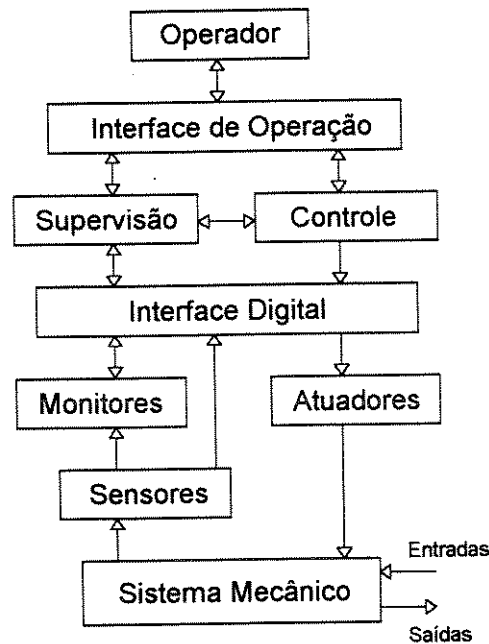 Operador
Interface de Operação
Supervisão
Controle
Interface Digital
Monitores
Atuadores
Sensores
Entradas
Sistema Mecânico
Saídas